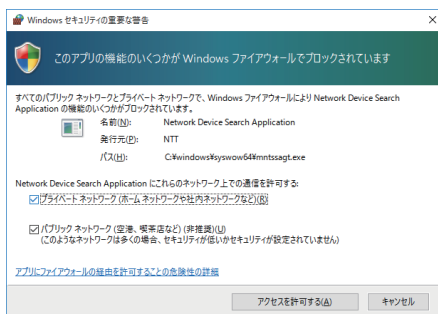 Windows セキュリティの重要な警告
このアプリの機能のいくつかが Windows ファイアウォールでブロックされています
すべてのパブリック ネットワークとプライベート ネットワークで、Windows ファイアウォールにより Network Device Search
Application の機能のいくつかがブロックされています。
名前(N): Network Device Search Application
発行元(P): NTT
パス(H): C:¥windows¥syswow64¥mntssagt.exe
Network Device Search Application にこれらのネットワーク上での通信を許可する:
プライベート ネットワーク (ホーム ネットワークや社内ネットワークなど)(R)
パブリック ネットワーク (空港、喫茶店など) (非推奨)(U)
(このようなネットワークは多くの場合、セキュリティが低いかセキュリティが設定されていません)
アプリにファイアウォールの経由を許可することの危険性の詳細
アクセスを許可する(A) キャンセル